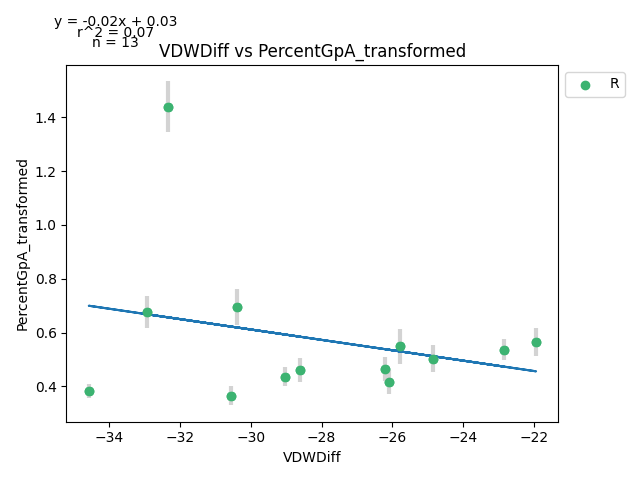 y = -0.02x + 0.03
r^2 = 0.07
n = 13
VDWDiff vs PercentGpA_transformed
R
PercentGpA_transformed
1.4
1.2
1.0
0.8
0.6
0.4
−34
−32
−30
−28
−26
−24
−22
VDWDiff